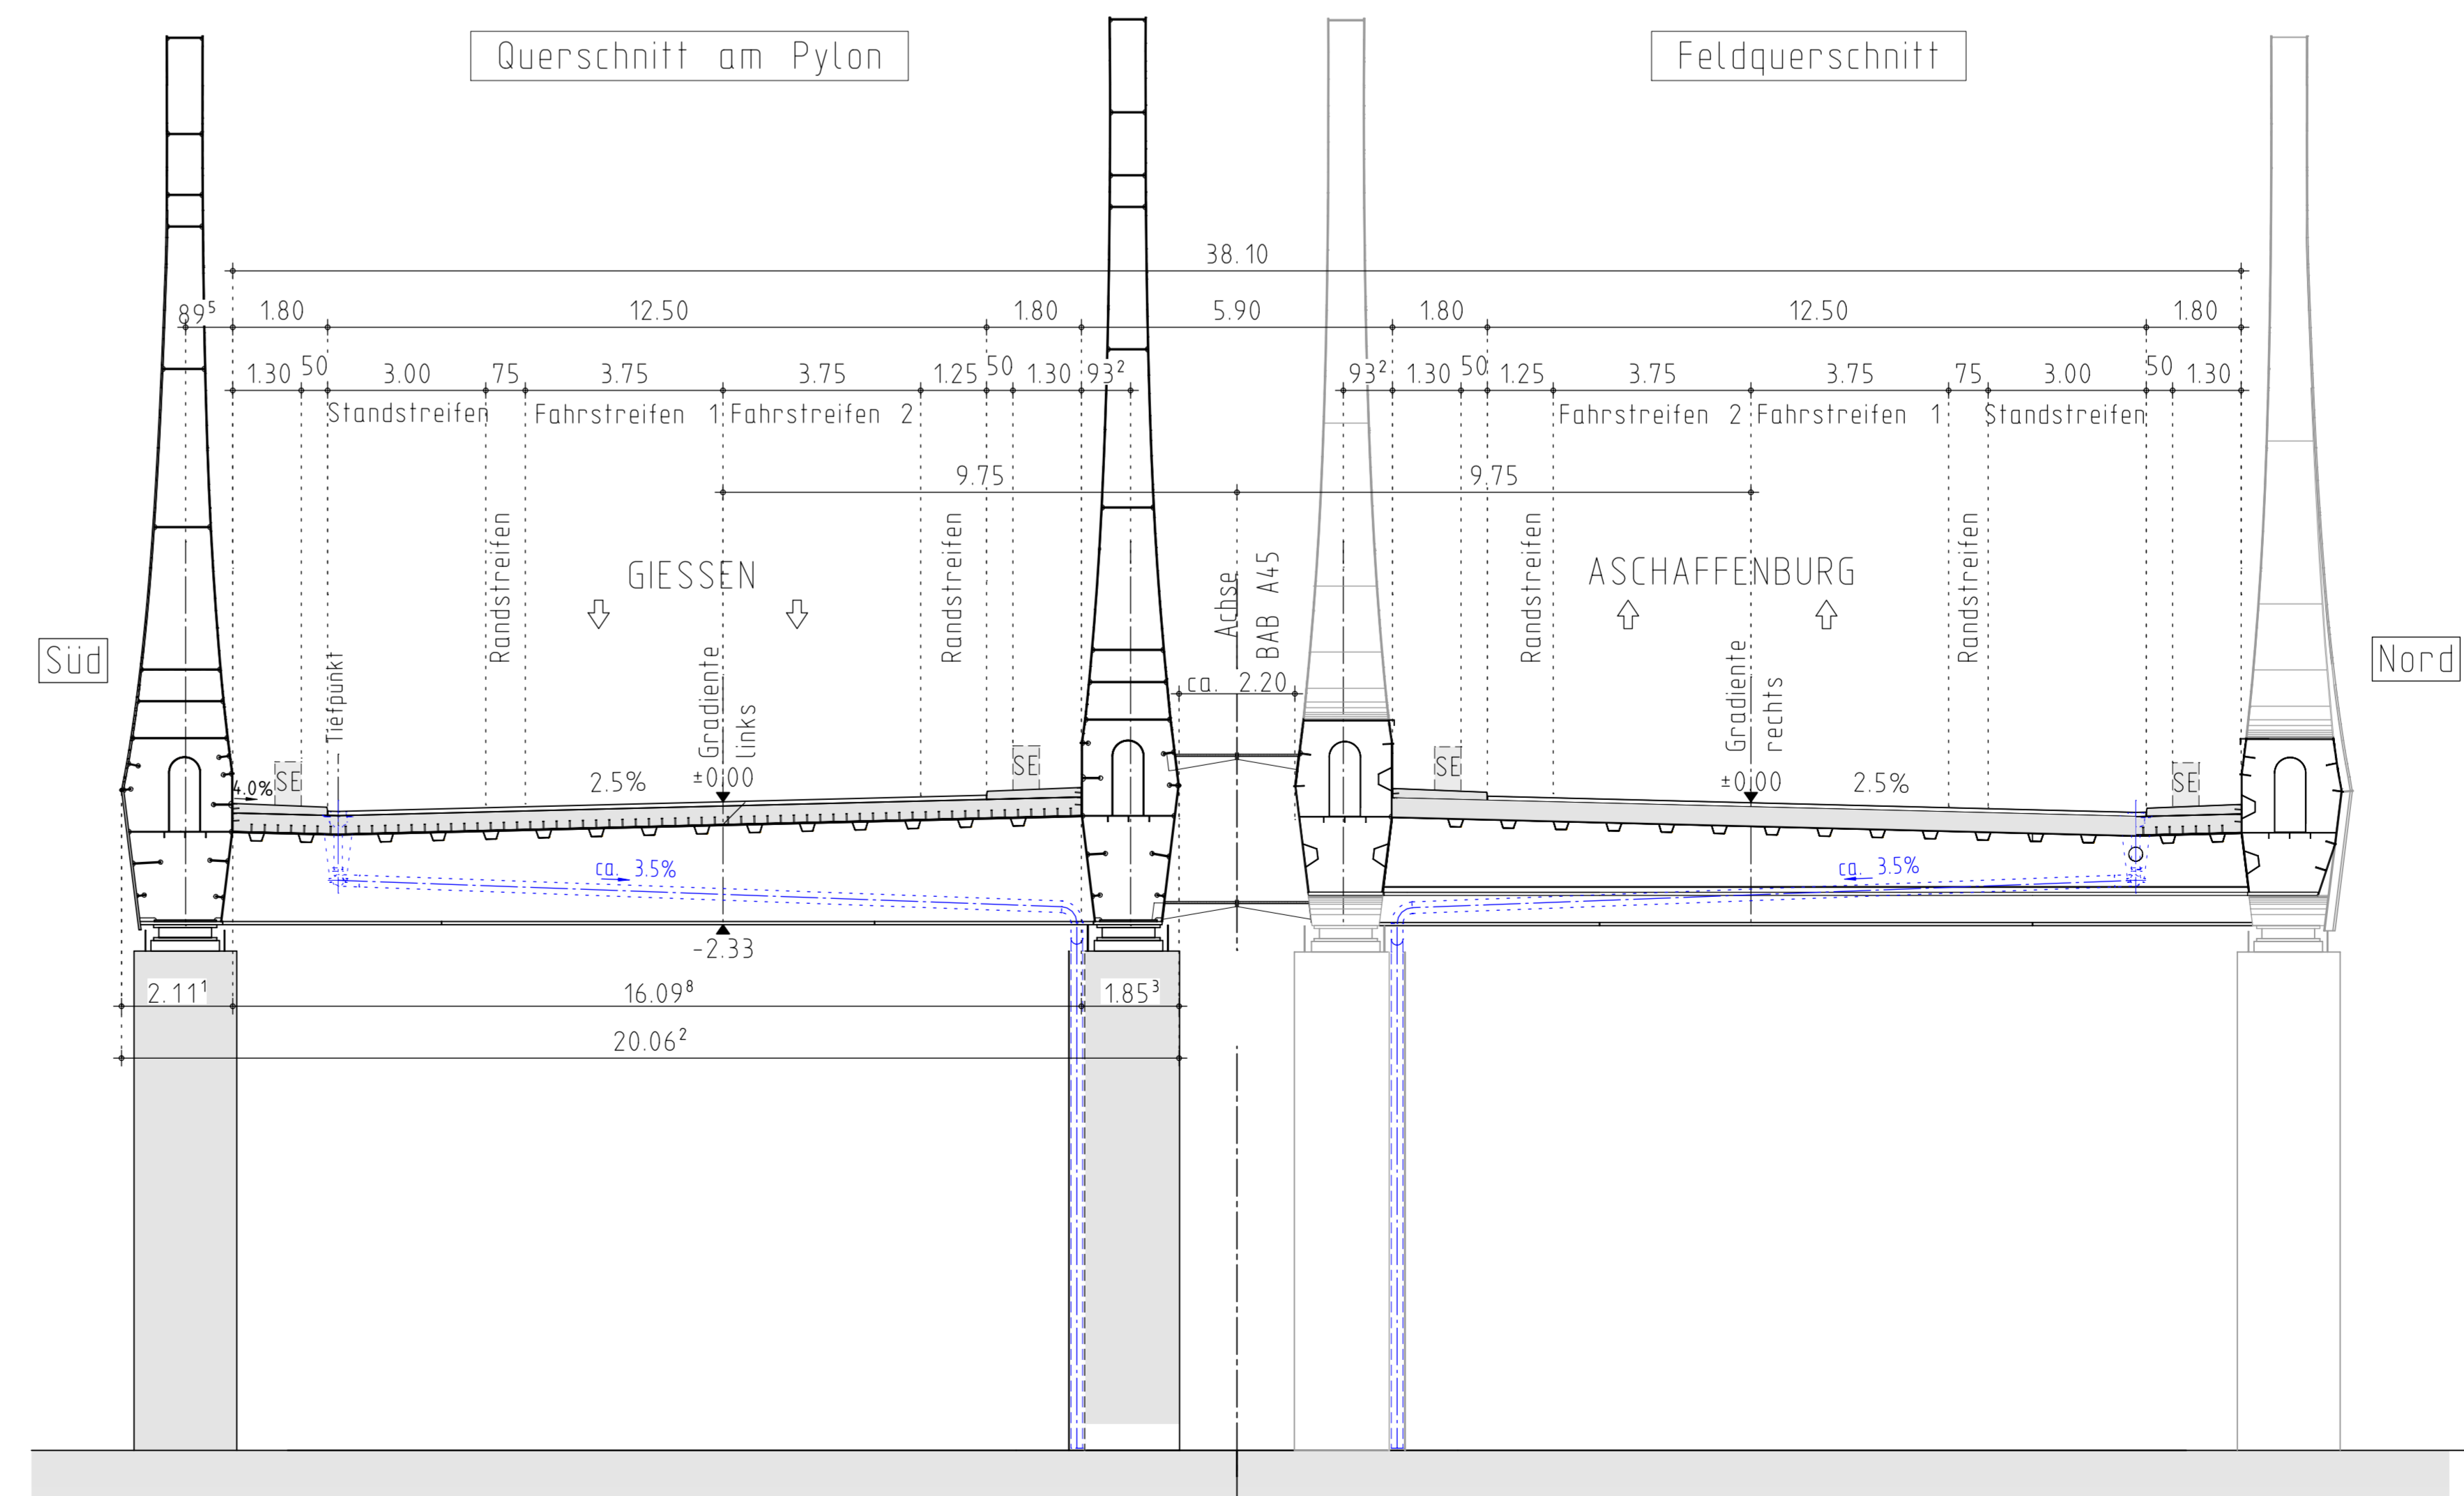 Querschnitt am Pylon
Feldquerschnitt
38.10
89⁵ 1.80 12.50 1.80 5.90 1.80 12.50 1.80
1.30 50 3.00 75 3.75 3.75 1.25 50 1.30 93² 93² 1.30 50 1.25 3.75 3.75 75 3.00 50 1.30
Standstreifen Fahrstreifen 1 Fahrstreifen 2 Fahrstreifen 2 Fahrstreifen 1 Standstreifen
9.75 9.75
Randstreifen
Randstreifen
Randstreifen
Randstreifen
GIESSEN
ASCHAFFENBURG
Achse
BAB A45
Süd
Nord
Tiefpunkt
Gradiente
links
Gradiente
rechts
ca. 2.20
4.0%
SE
2.5%
±0.00
SE
SE
±0.00
2.5%
SE
ca. 3.5%
ca. 3.5%
-2.33
2.11¹ 16.09⁸ 1.85³
20.06²